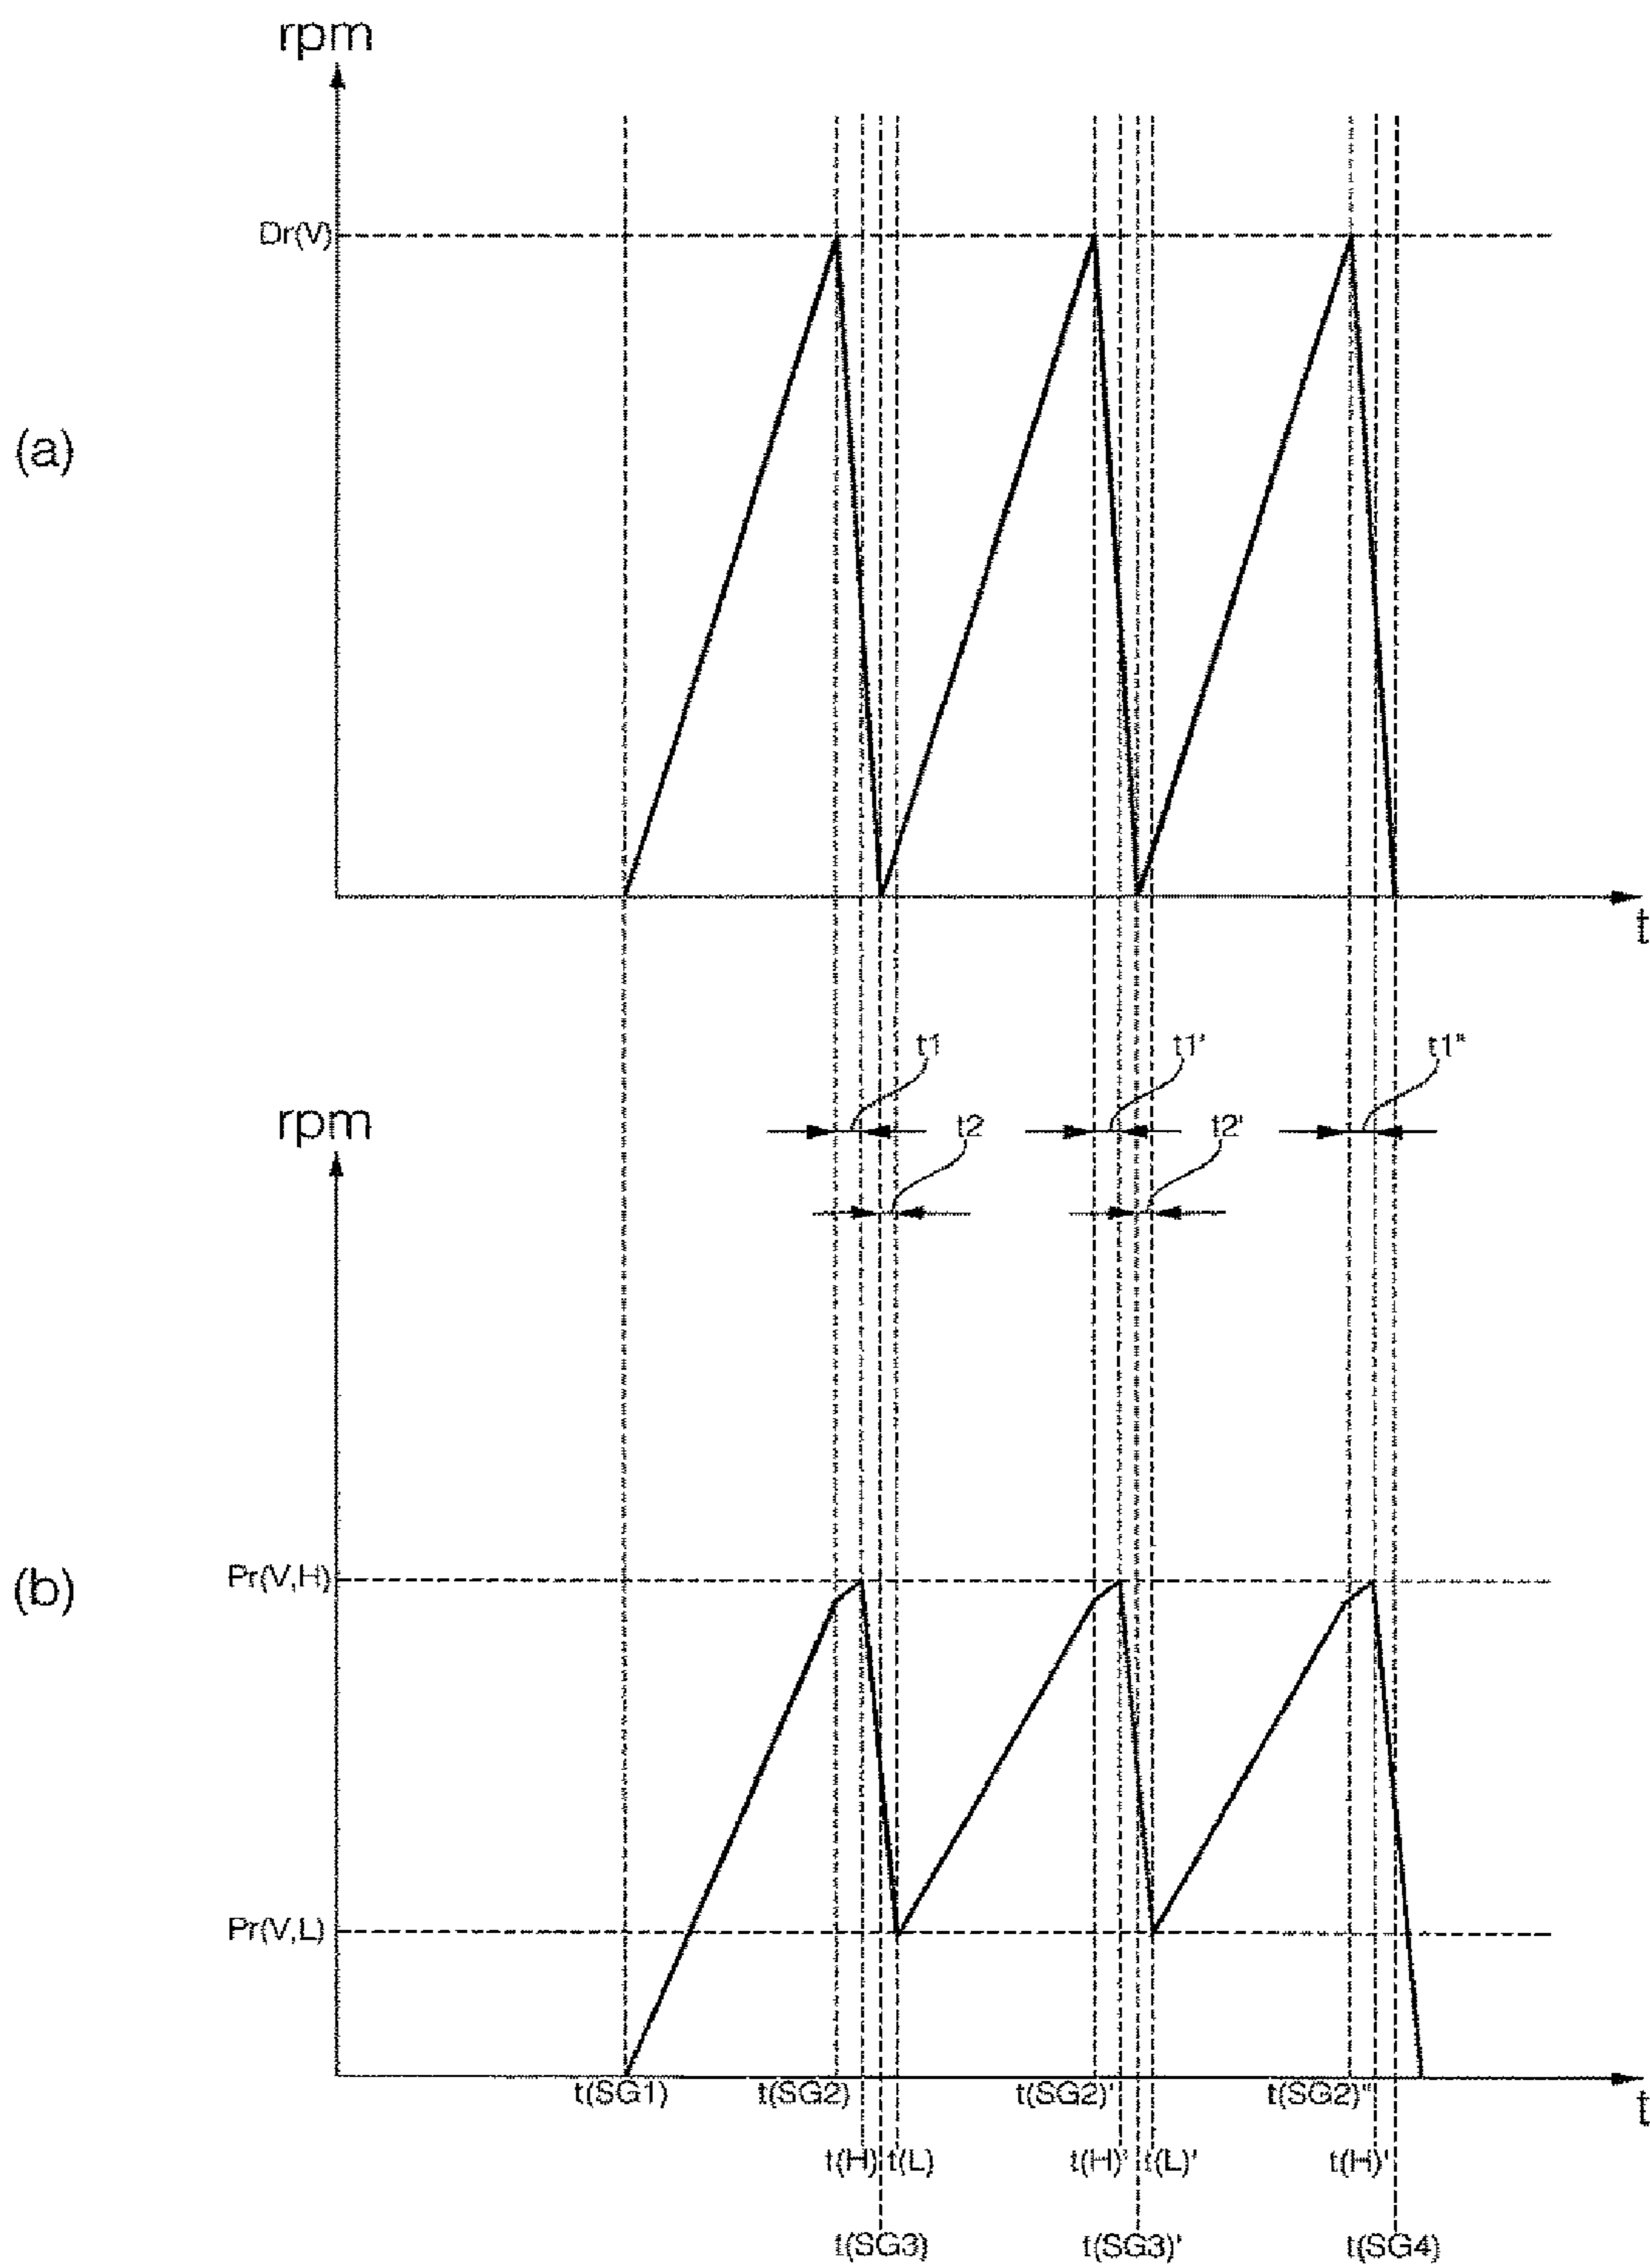 rpm
Dr(V)
(a)
t
t1 t1' t1"
rpm
t2 t2'
Pr(V,H)
(b)
Pr(V,L)
t(SG1) t(SG2) t(SG2)' t(SG2)" t
t(H) t(L) t(H)' t(L)' t(H)'
t(SG3) t(SG3)' t(SG4)